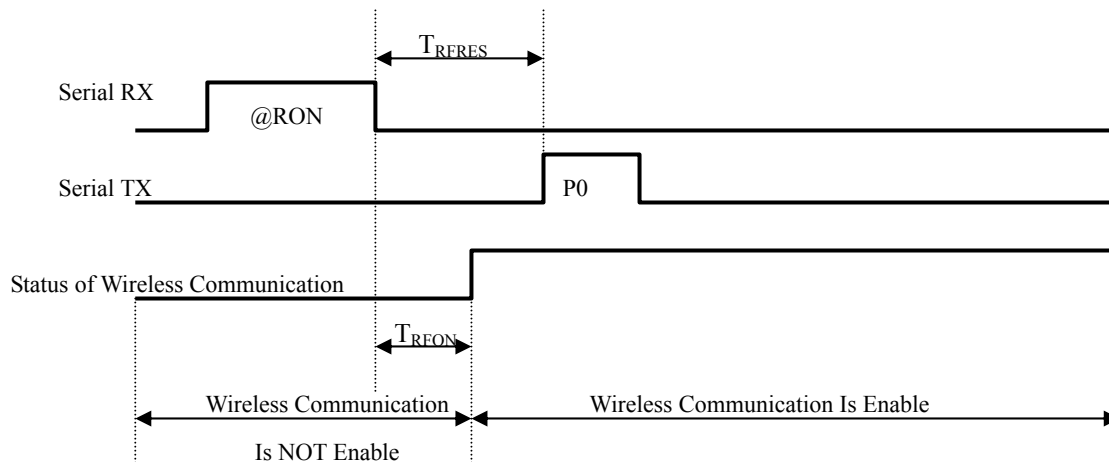 TRFRES
Serial RX
@RON
Serial TX
P0
Status of Wireless Communication
TRFON
Wireless Communication
Is NOT Enable
Wireless Communication Is Enable